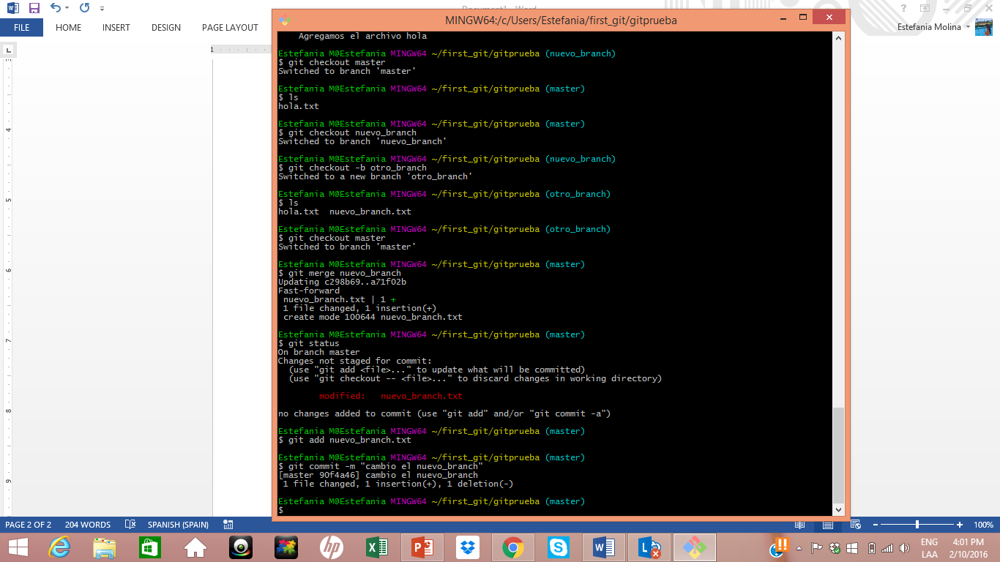 Document1 - Word
FILE HOME INSERT DESIGN PAGE LAYOUT
Estefania Molina
MINGW64:/c/Users/Estefania/first_git/gitprueba
Agregamos el archivo hola
Estefania M@Estefania MINGW64 ~/first_git/gitprueba (nuevo_branch)
$ git checkout master
Switched to branch 'master'
Estefania M@Estefania MINGW64 ~/first_git/gitprueba (master)
$ ls
hola.txt
Estefania M@Estefania MINGW64 ~/first_git/gitprueba (master)
$ git checkout nuevo_branch
Switched to branch 'nuevo_branch'
Estefania M@Estefania MINGW64 ~/first_git/gitprueba (nuevo_branch)
$ git checkout -b otro_branch
Switched to a new branch 'otro_branch'
Estefania M@Estefania MINGW64 ~/first_git/gitprueba (otro_branch)
$ ls
hola.txt  nuevo_branch.txt
Estefania M@Estefania MINGW64 ~/first_git/gitprueba (otro_branch)
$ git checkout master
Switched to branch 'master'
Estefania M@Estefania MINGW64 ~/first_git/gitprueba (master)
$ git merge nuevo_branch
Updating c298b69..a71f02b
Fast-forward
nuevo_branch.txt | 1 +
1 file changed, 1 insertion(+)
create mode 100644 nuevo_branch.txt
Estefania M@Estefania MINGW64 ~/first_git/gitprueba (master)
$ git status
On branch master
Changes not staged for commit:
(use "git add <file>..." to update what will be committed)
(use "git checkout -- <file>..." to discard changes in working directory)
modified:   nuevo_branch.txt
no changes added to commit (use "git add" and/or "git commit -a")
Estefania M@Estefania MINGW64 ~/first_git/gitprueba (master)
$ git add nuevo_branch.txt
Estefania M@Estefania MINGW64 ~/first_git/gitprueba (master)
$ git commit -m "cambio el nuevo_branch"
[master 90f4a46] cambio el nuevo_branch
1 file changed, 1 insertion(+), 1 deletion(-)
Estefania M@Estefania MINGW64 ~/first_git/gitprueba (master)
$
1
4
5
6
7
8
9
PAGE 2 OF 2 204 WORDS SPANISH (SPAIN) 100%
ENG 4:01 PM
LAA 2/10/2016